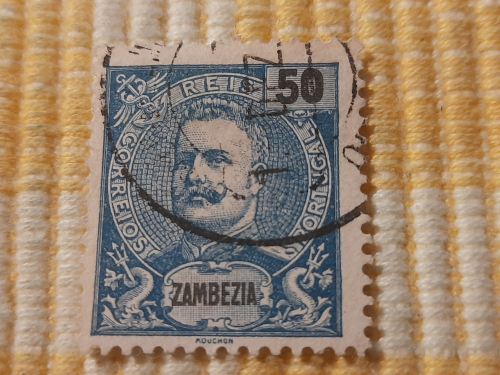 50
REIS
CORREIOS
PORTUGAL
ZAMBEZIA
MOUCHON